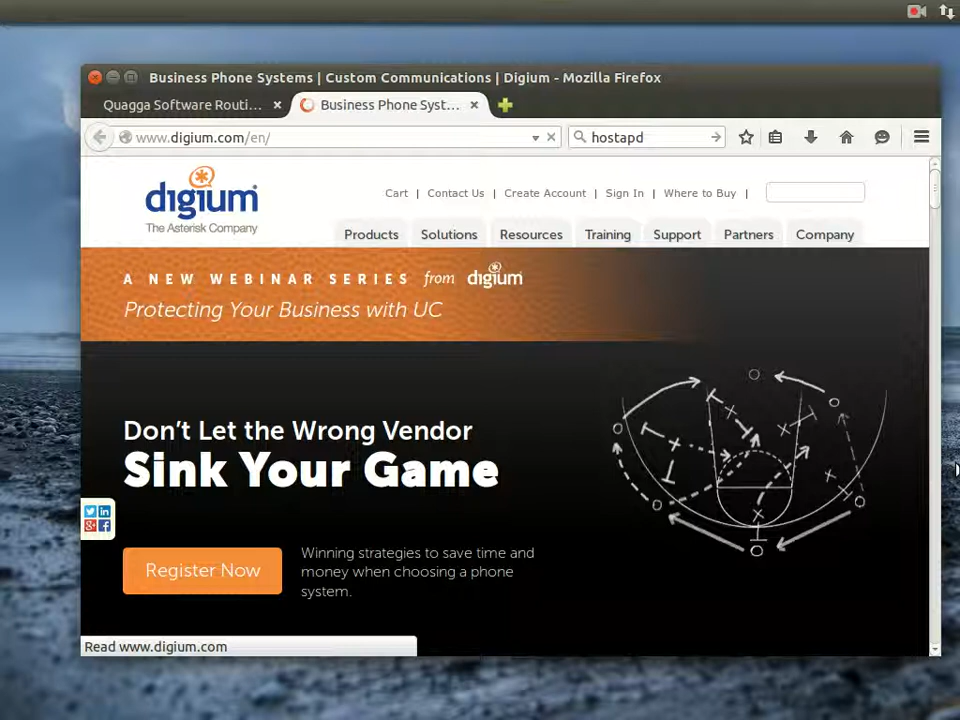 Business Phone Systems | Custom Communications | Digium - Mozilla Firefox
Quagga Software Routi...
Business Phone Syst...
www.digium.com/en/
hostapd
digium
The Asterisk Company
Cart | Contact Us | Create Account | Sign In | Where to Buy |
Products Solutions Resources Training Support Partners Company
A NEW WEBINAR SERIES from digium
Protecting Your Business with UC
Don't Let the Wrong Vendor
Sink Your Game
Register Now
Winning strategies to save time and
money when choosing a phone
system.
Read www.digium.com